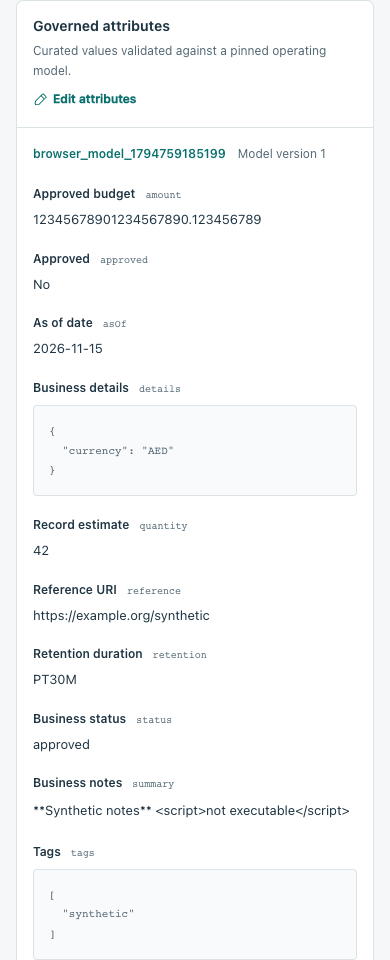 Governed attributes
Curated values validated against a pinned operating
model.
Edit attributes
browser_model_1794759185199 Model version 1
Approved budget amount
12345678901234567890.123456789
Approved approved
No
As of date asOf
2026-11-15
Business details details
{
"currency": "AED"
}
Record estimate quantity
42
Reference URI reference
https://example.org/synthetic
Retention duration retention
PT30M
Business status status
approved
Business notes summary
**Synthetic notes** <script>not executable</script>
Tags tags
[
"synthetic"
]